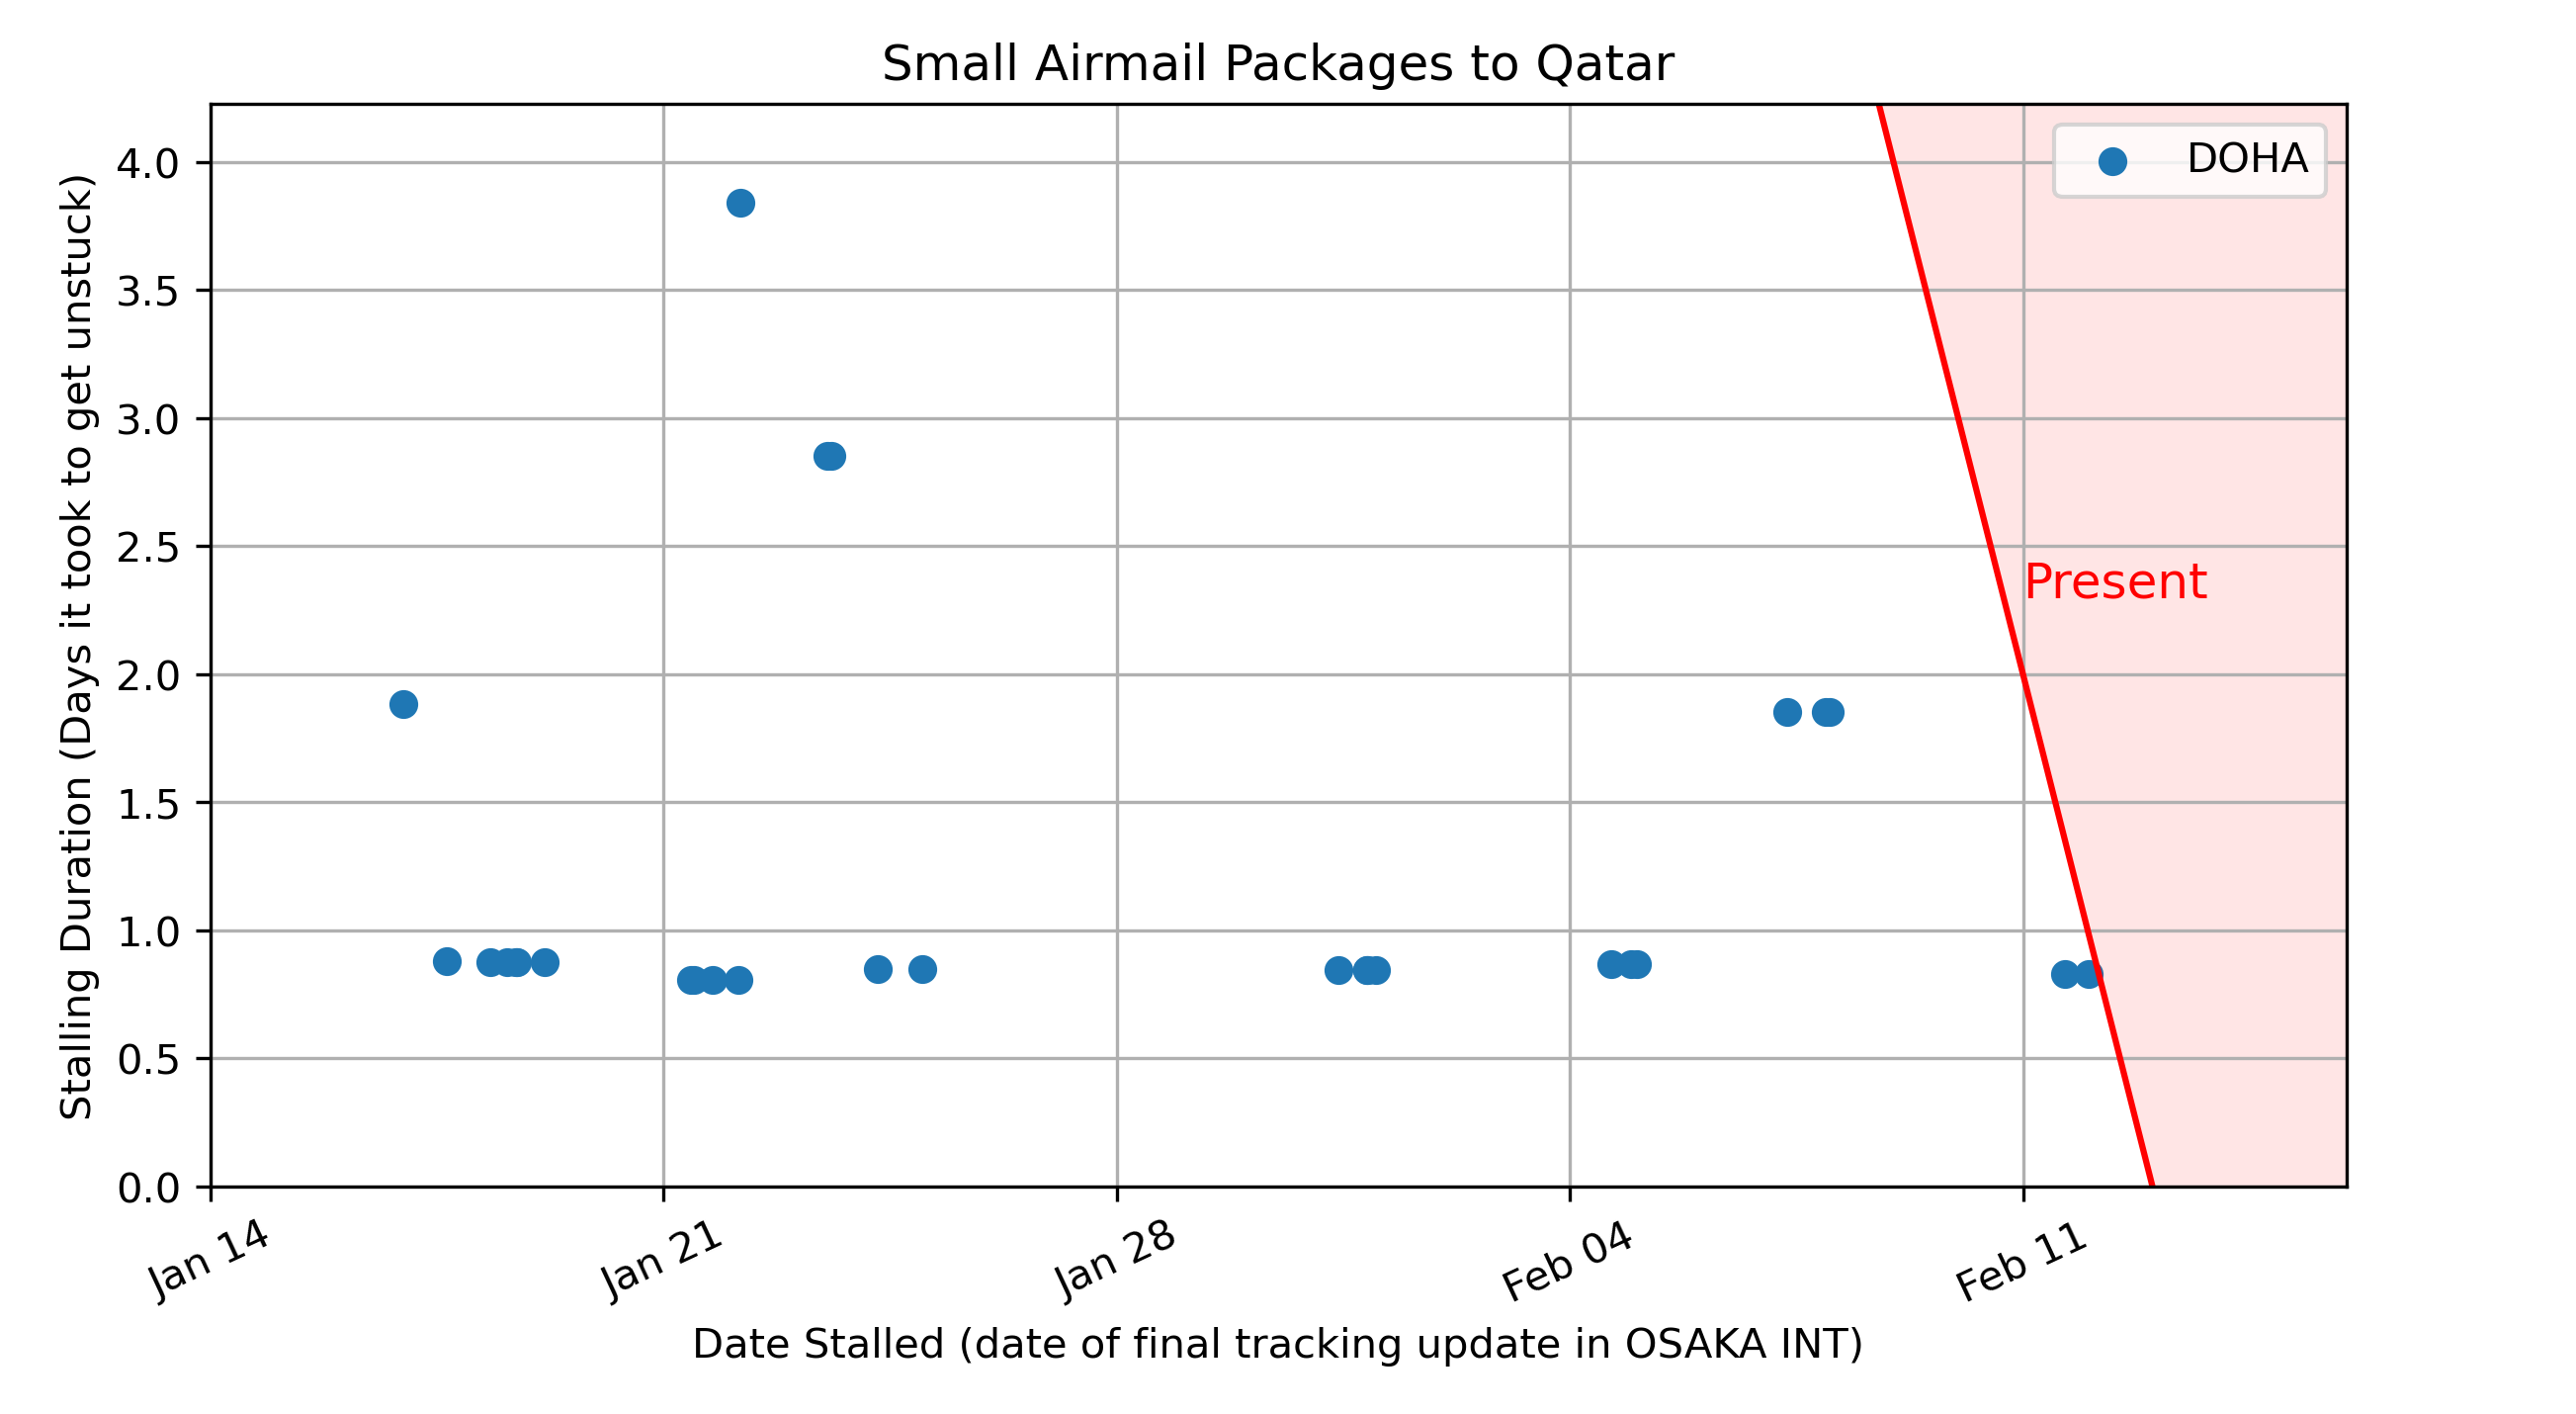 Small Airmail Packages to Qatar
DOHA
Present
Stalling Duration (Days it took to get unstuck)
4.0
3.5
3.0
2.5
2.0
1.5
1.0
0.5
0.0
Jan 14
Jan 21
Jan 28
Feb 04
Feb 11
Date Stalled (date of final tracking update in OSAKA INT)